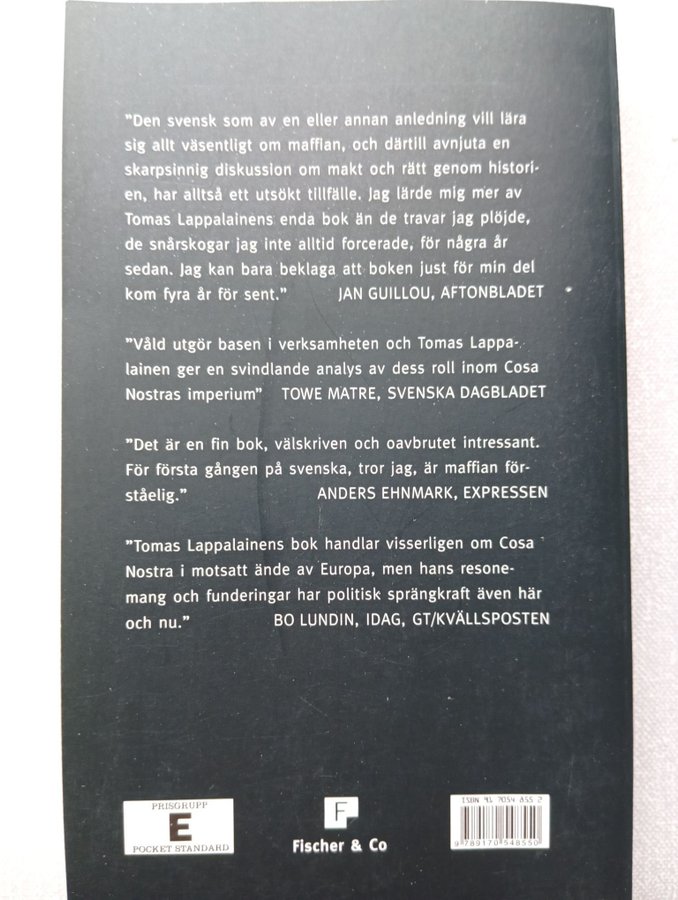 ”Den svensk som av en eller annan anledning vill lära
sig allt väsentligt om maffian, och därtill avnjuta en
skarpsinnig diskussion om makt och rätt genom histori-
en, har alltså ett utsökt tillfälle. Jag lärde mig mer av
Tomas Lappalainens enda bok än de travar jag plöjde,
de snårskogar jag inte alltid forcerade, för några år
sedan. Jag kan bara beklaga att boken just för min del
kom fyra år för sent.” JAN GUILLOU, AFTONBLADET
”Våld utgör basen i verksamheten och Tomas Lappa-
lainen ger en svindlande analys av dess roll inom Cosa
Nostras imperium” TOWE MATRE, SVENSKA DAGBLADET
”Det är en fin bok, välskriven och oavbrutet intressant.
För första gången på svenska, tror jag, är maffian för-
ståelig.” ANDERS EHNMARK, EXPRESSEN
”Tomas Lappalainens bok handlar visserligen om Cosa
Nostra i motsatt ände av Europa, men hans resone-
mang och funderingar har politisk sprängkraft även här
och nu.” BO LUNDIN, IDAG, GT/KVÄLLSPOSTEN
PRISGRUPP
E
POCKET STANDARD
F
Fischer & Co
ISBN 91 7054 855 2
9 789170 548550